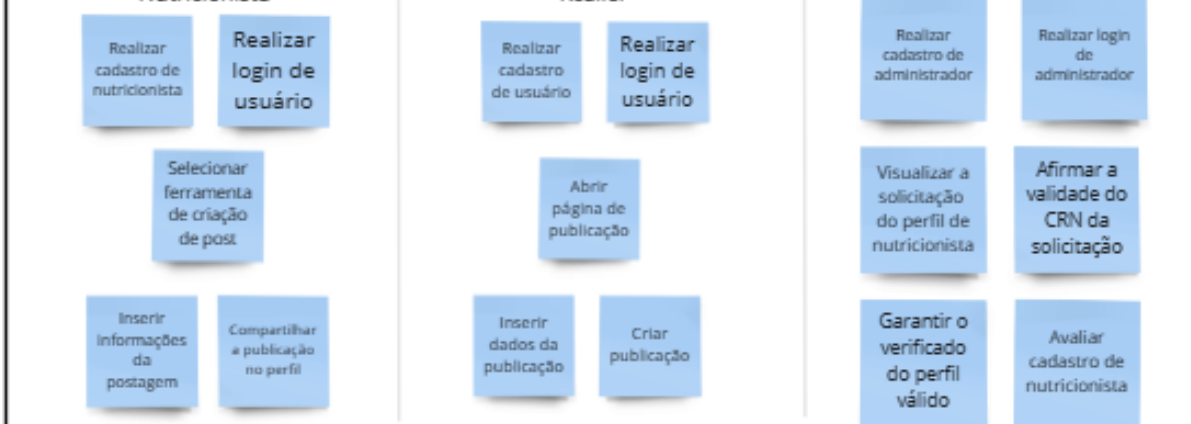 Nutricionista
Realizar
cadastro de
nutricionista
Realizar
login de
usuário
Selecionar
ferramenta
de criação
de post
Inserir
informações
da
postagem
Compartilhar
a publicação
no perfil
Realizar
cadastro
de usuário
Realizar
login de
usuário
Abrir
página de
publicação
Inserir
dados da
publicação
Criar
publicação
Realizar
cadastro de
administrador
Realizar login
de
administrador
Visualizar a
solicitação
do perfil de
nutricionista
Afirmar a
validade do
CRN da
solicitação
Garantir o
verificado
do perfil
válido
Avaliar
cadastro de
nutricionista